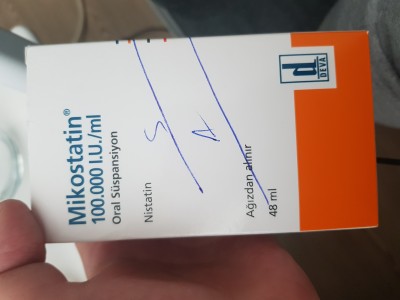 Mikostatin®
100.000 I.U./ml
Oral Süspansiyon
Nistatin
S
A
Ağızdan alınır
48 ml
d
DEVA